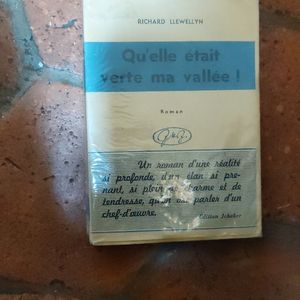 RICHARD LLEWELLYN
Qu'elle était
verte ma vallée !
Roman
Un roman d'une réalité
si profonde, d'un élan si pre-
nant, si plein de charme et de
tendresse, qu'on ose parler d'un
chef-d'œuvre.
Edition Jeheber